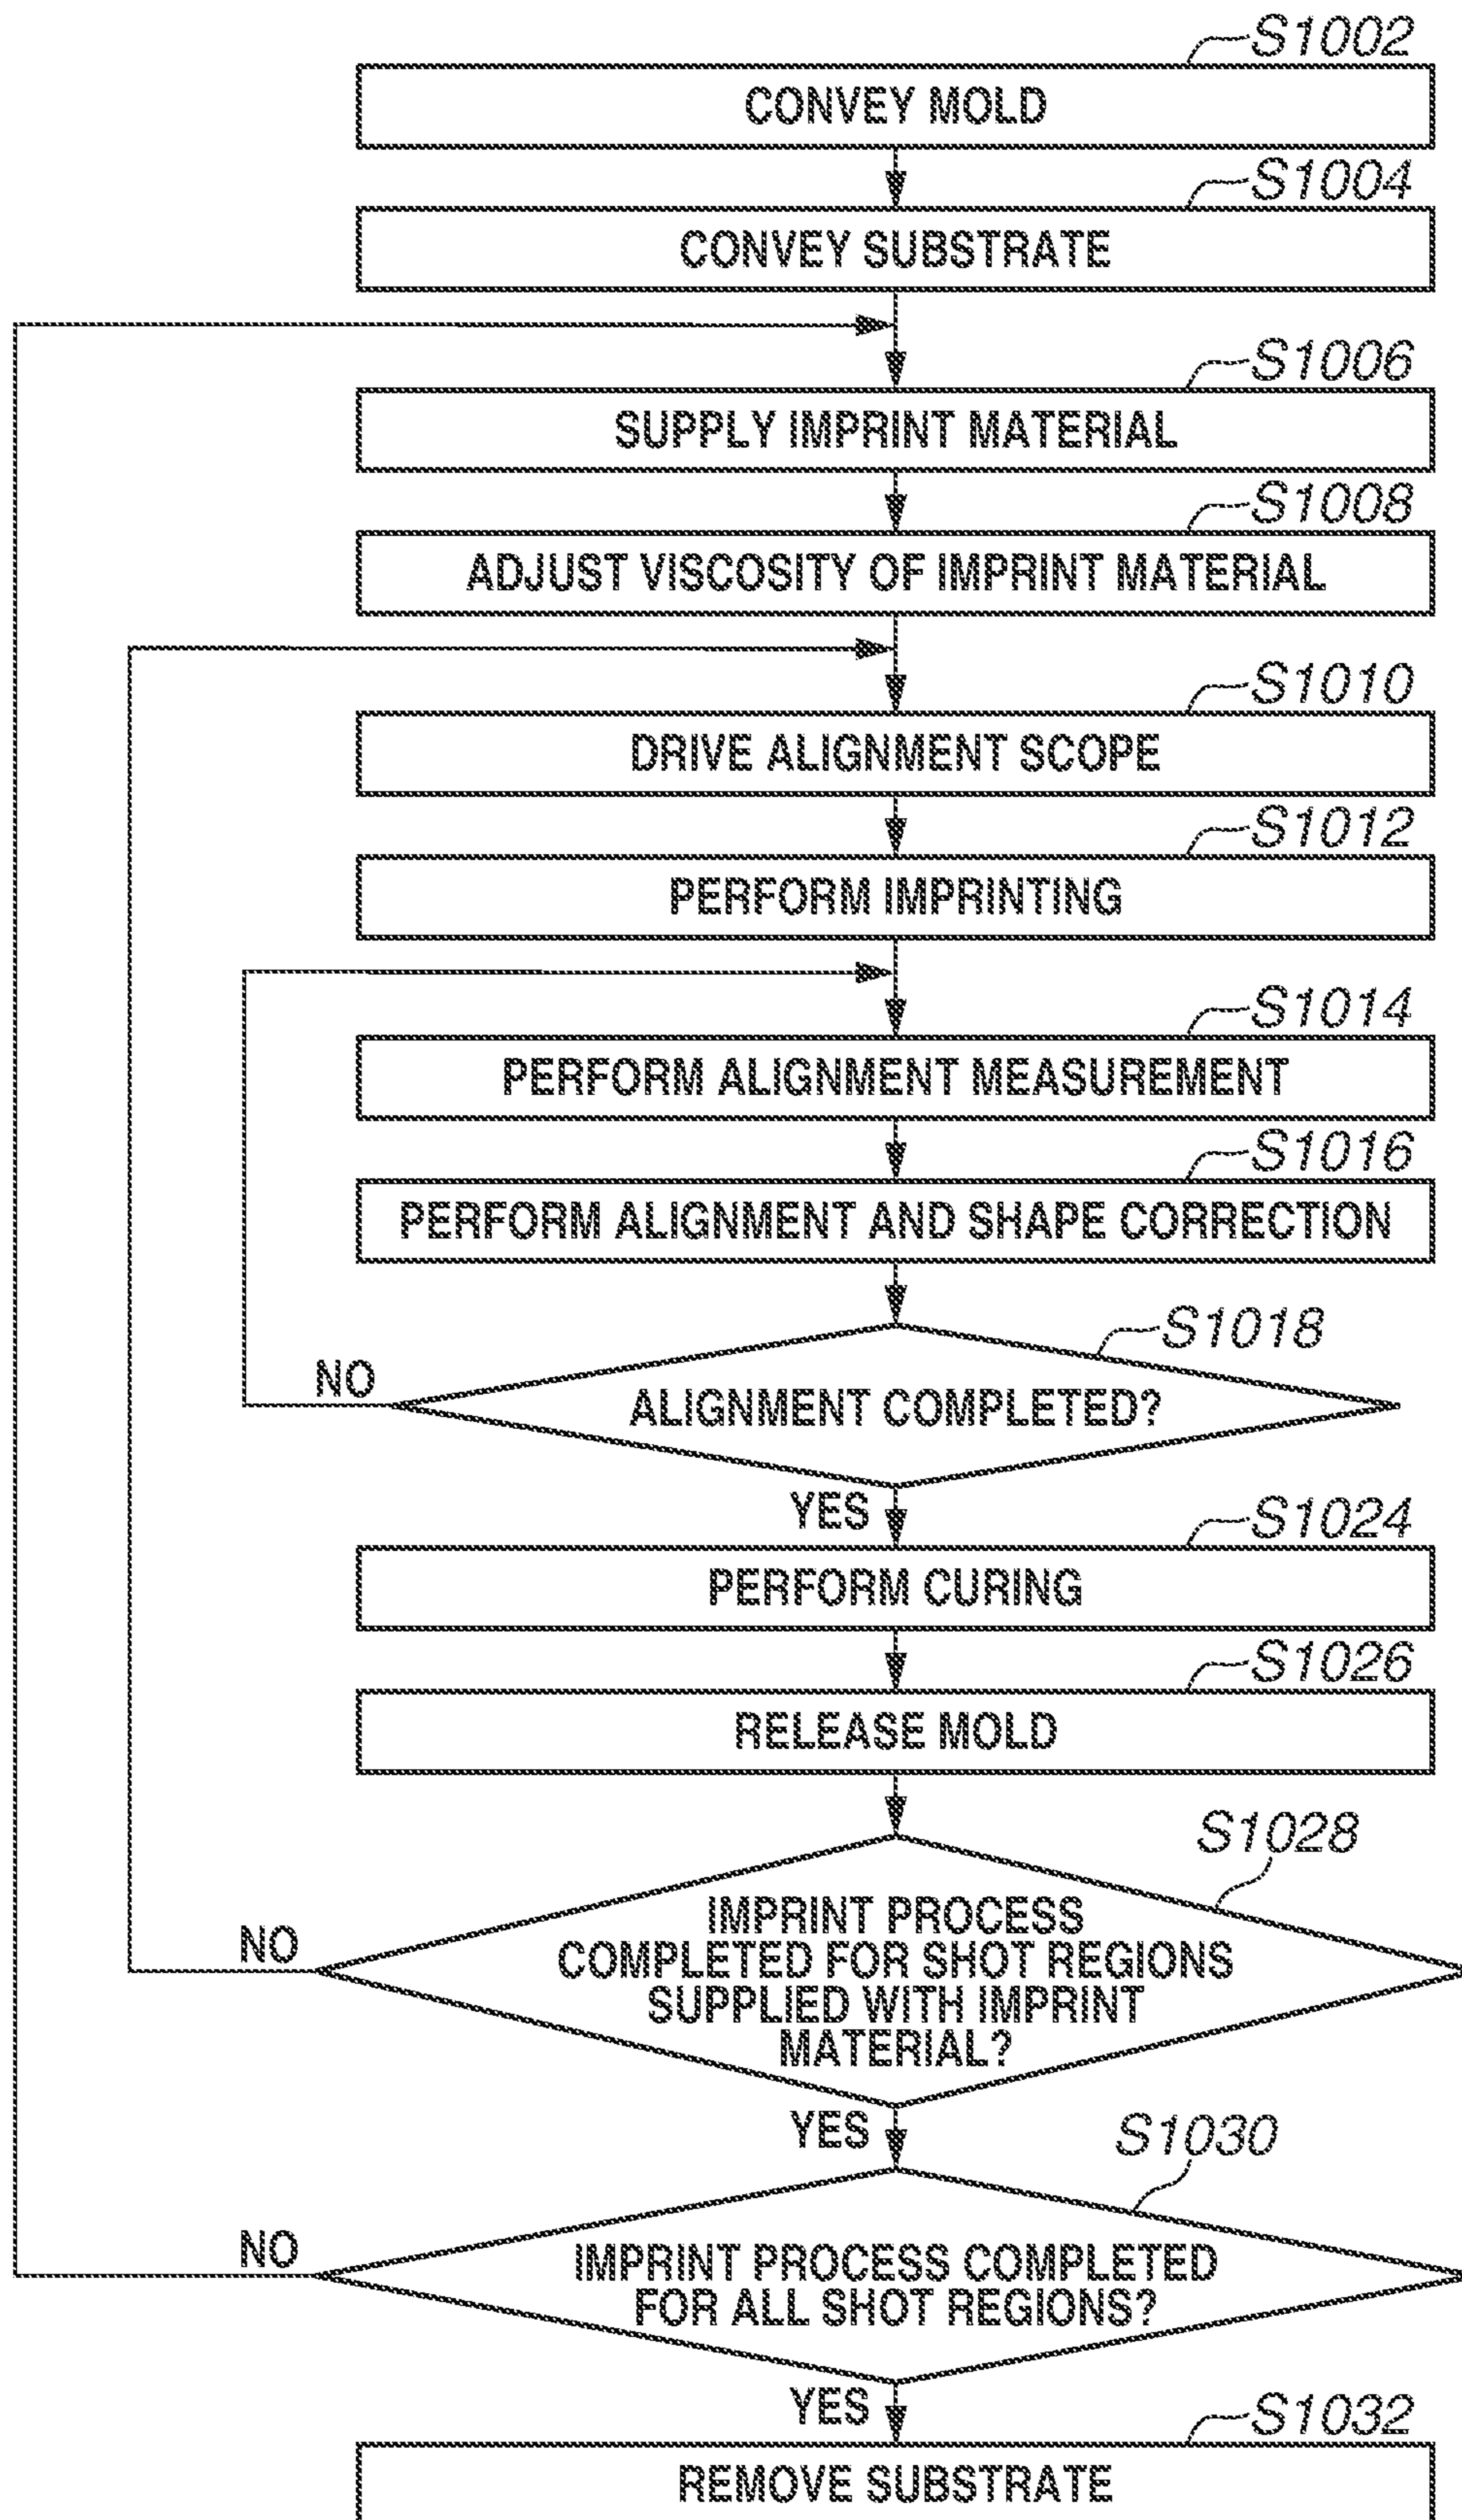 S1002
CONVEY MOLD
S1004
CONVEY SUBSTRATE
S1006
SUPPLY IMPRINT MATERIAL
S1008
ADJUST VISCOSITY OF IMPRINT MATERIAL
S1010
DRIVE ALIGNMENT SCOPE
S1012
PERFORM IMPRINTING
S1014
PERFORM ALIGNMENT MEASUREMENT
S1016
PERFORM ALIGNMENT AND SHAPE CORRECTION
S1018
NO
ALIGNMENT COMPLETED?
YES
S1024
PERFORM CURING
S1026
RELEASE MOLD
S1028
IMPRINT PROCESS
NO
COMPLETED FOR SHOT REGIONS
SUPPLIED WITH IMPRINT
MATERIAL?
YES
S1030
NO
IMPRINT PROCESS COMPLETED
FOR ALL SHOT REGIONS?
YES
S1032
REMOVE SUBSTRATE